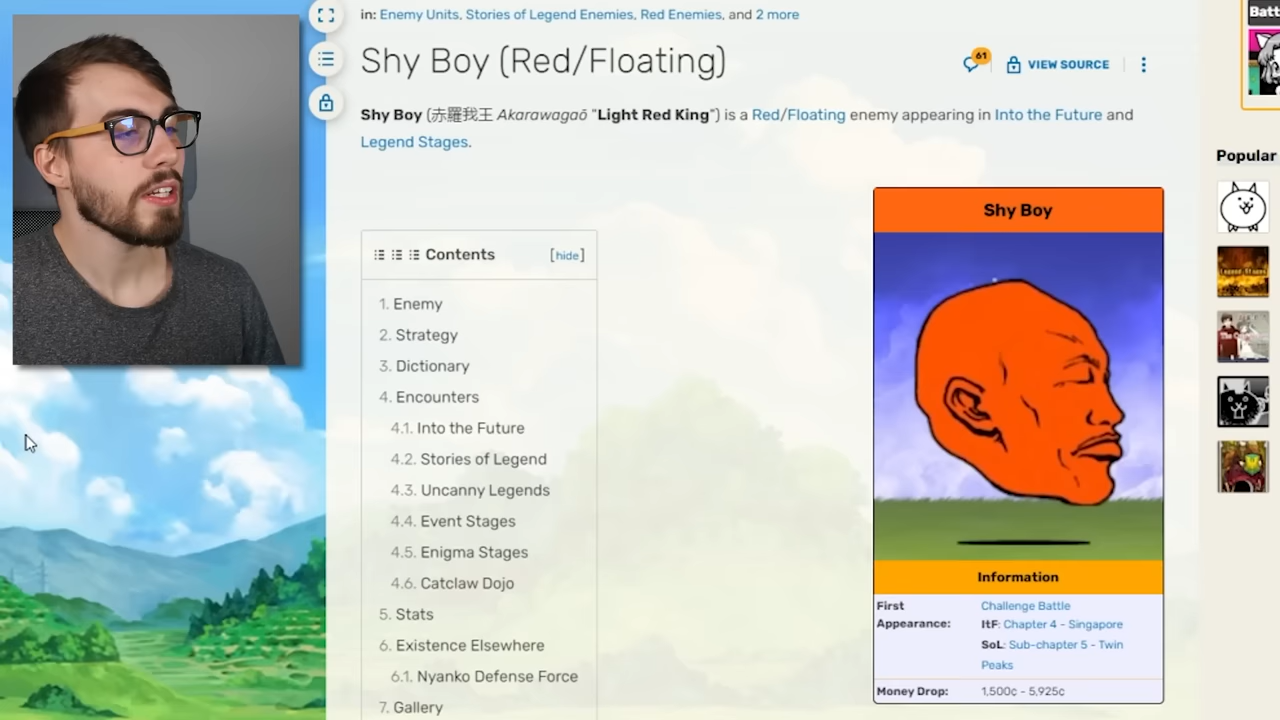 in: Enemy Units, Stories of Legend Enemies, Red Enemies, and 2 more
Shy Boy (Red/Floating)
61
VIEW SOURCE
Shy Boy (赤羅我王 Akarawagaō "Light Red King") is a Red/Floating enemy appearing in Into the Future and
Legend Stages.
Contents [hide]
1. Enemy
2. Strategy
3. Dictionary
4. Encounters
4.1. Into the Future
4.2. Stories of Legend
4.3. Uncanny Legends
4.4. Event Stages
4.5. Enigma Stages
4.6. Catclaw Dojo
5. Stats
6. Existence Elsewhere
6.1. Nyanko Defense Force
7. Gallery
Shy Boy
Information
First Appearance:
Challenge Battle
ItF: Chapter 4 - Singapore
SoL: Sub-chapter 5 - Twin
Peaks
Money Drop: 1,500¢ - 5,925¢
Batt
Popular
Legend Stages